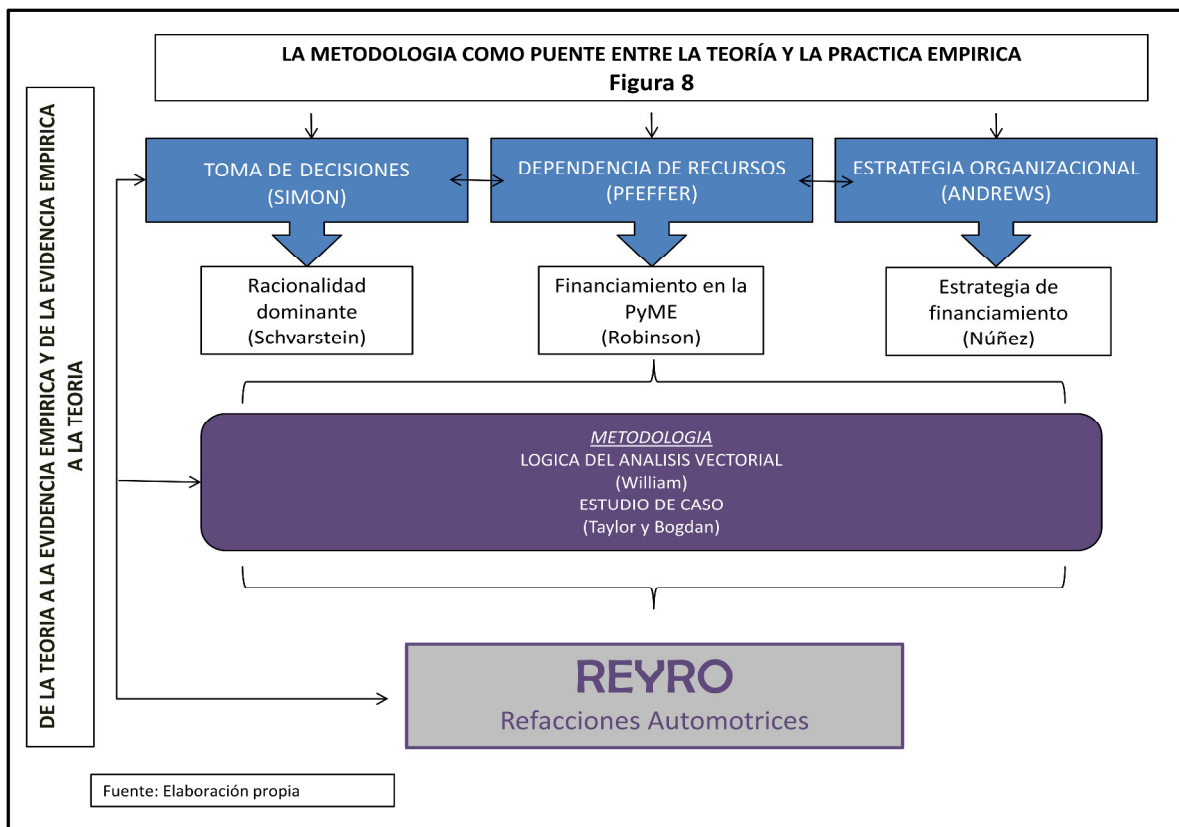 LA METODOLOGIA COMO PUENTE ENTRE LA TEORÍA Y LA PRACTICA EMPIRICA
Figura 8
DE LA TEORIA A LA EVIDENCIA EMPIRICA Y DE LA EVIDENCIA EMPIRICA
A LA TEORIA
TOMA DE DECISIONES
(SIMON)
DEPENDENCIA DE RECURSOS
(PFEFFER)
ESTRATEGIA ORGANIZACIONAL
(ANDREWS)
Racionalidad
dominante
(Schvarstein)
Financiamiento en la
PyME
(Robinson)
Estrategia de
financiamiento
(Núñez)
METODOLOGIA
LOGICA DEL ANALISIS VECTORIAL
(William)
ESTUDIO DE CASO
(Taylor y Bogdan)
REYRO
Refacciones Automotrices
Fuente: Elaboración propia